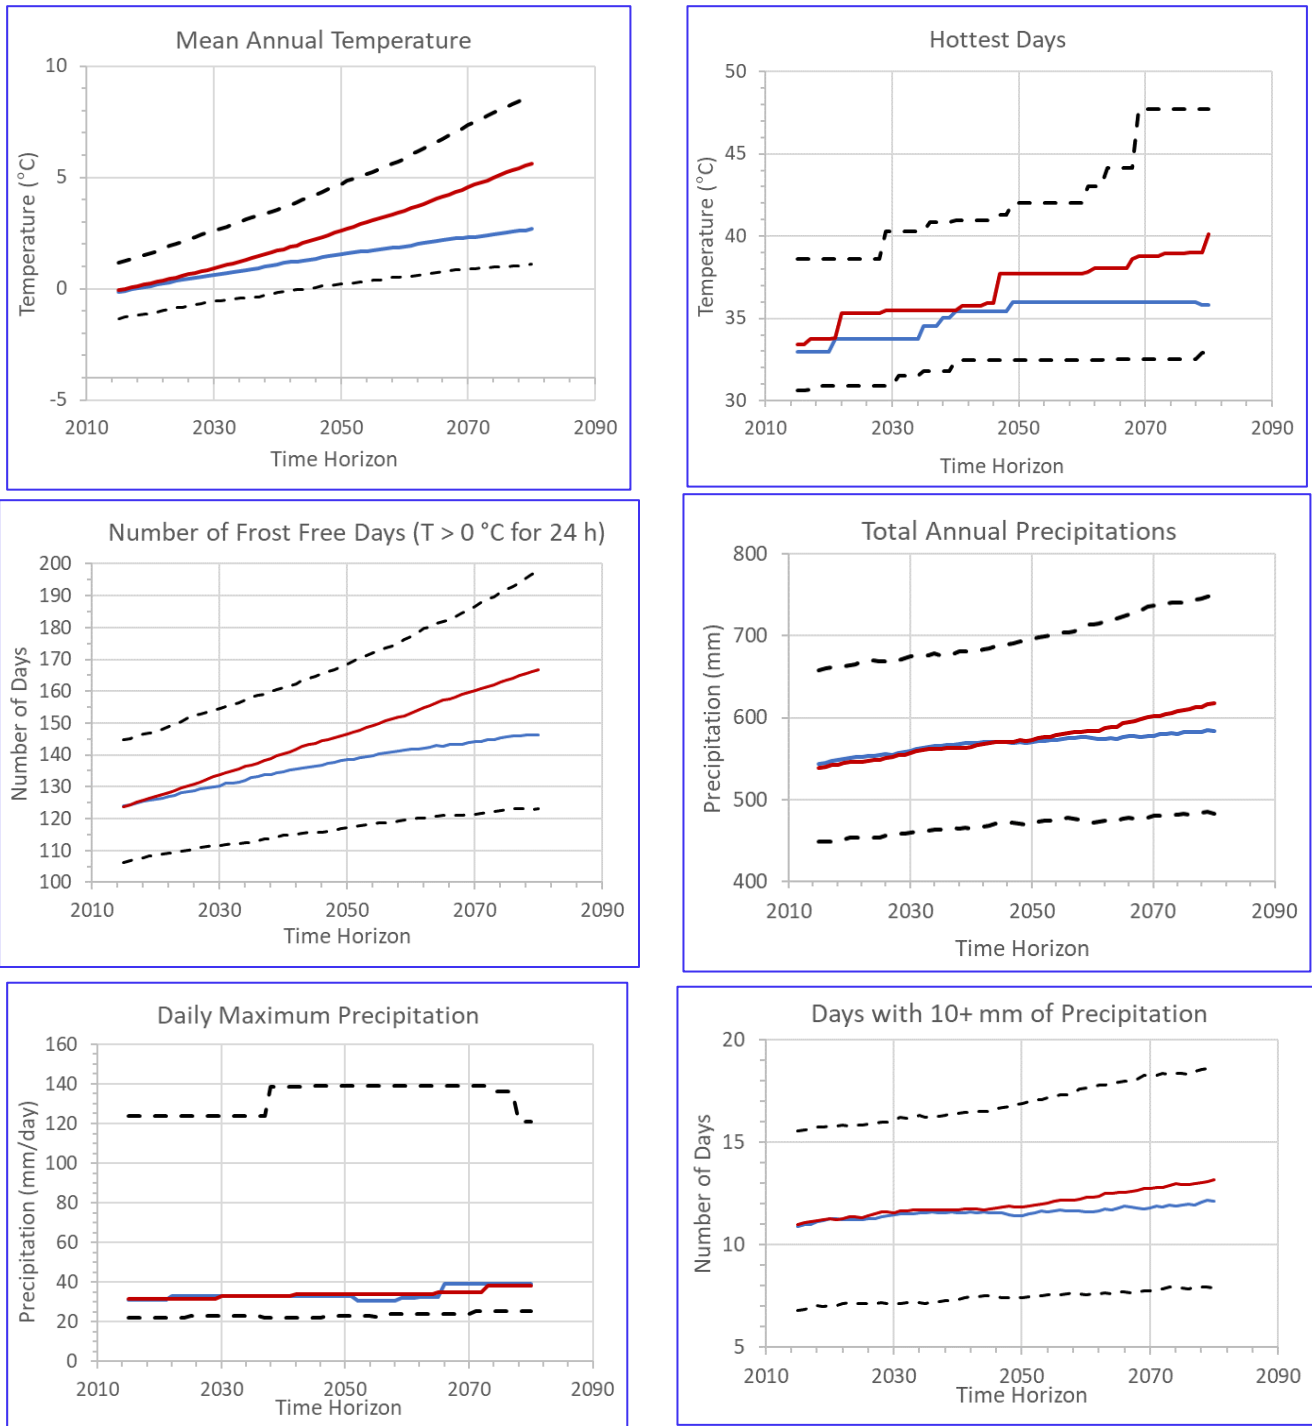 Mean Annual Temperature
10
5
0
-5
Temperature (°C)
2010 2030 2050 2070 2090
Time Horizon
Hottest Days
50
45
40
35
30
Temperature (°C)
2010 2030 2050 2070 2090
Time Horizon
Number of Frost Free Days (T > 0 °C for 24 h)
200
190
180
170
160
150
140
130
120
110
100
Number of Days
2010 2030 2050 2070 2090
Time Horizon
Total Annual Precipitations
800
700
600
500
400
Precipitation (mm)
2010 2030 2050 2070 2090
Time Horizon
Daily Maximum Precipitation
160
140
120
100
80
60
40
20
0
Precipitation (mm/day)
2010 2030 2050 2070 2090
Time Horizon
Days with 10+ mm of Precipitation
20
15
10
5
Number of Days
2010 2030 2050 2070 2090
Time Horizon